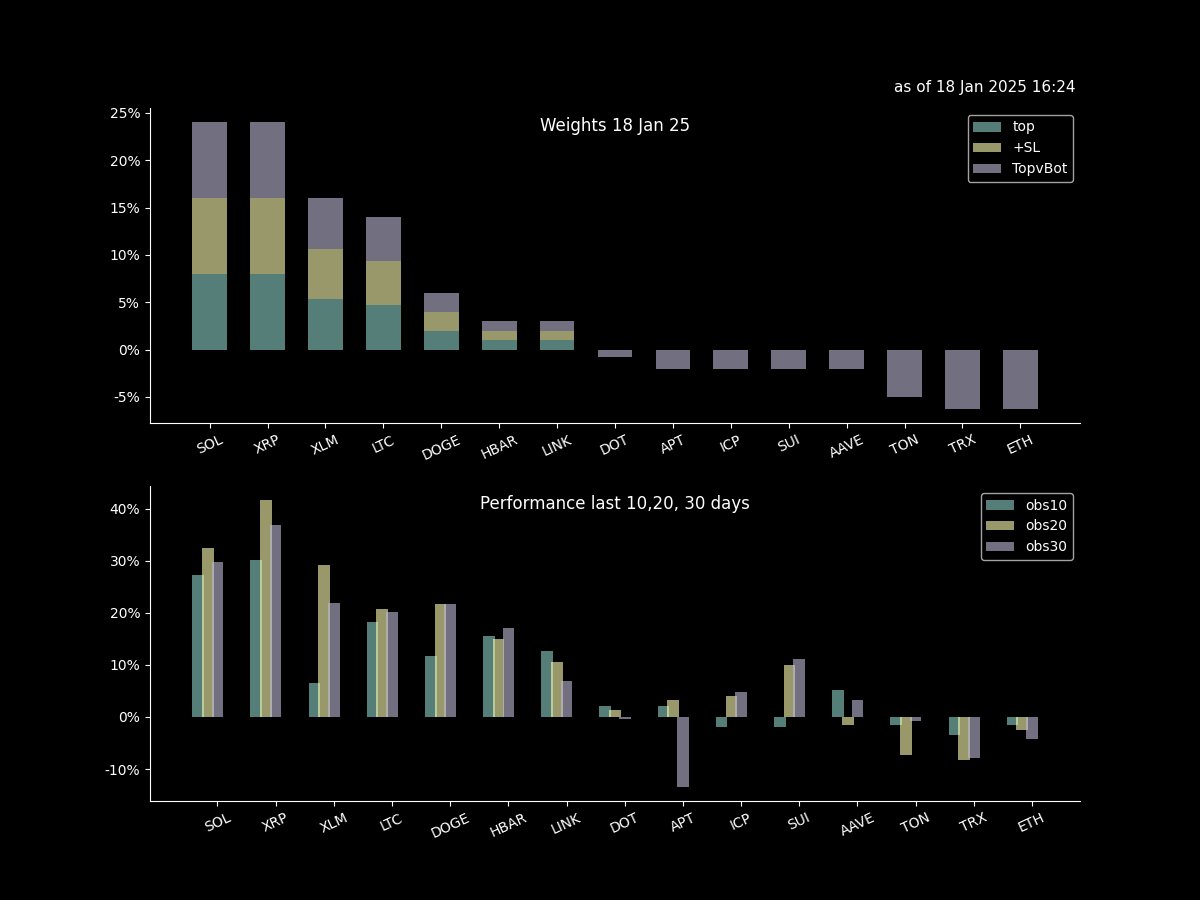 as of 18 Jan 2025 16:24
Weights 18 Jan 25
top
+SL
TopvBot
25%
20%
15%
10%
5%
0%
-5%
SOL XRP XLM LTC DOGE HBAR LINK DOT APT ICP SUI AAVE TON TRX ETH
Performance last 10,20, 30 days
obs10
obs20
obs30
40%
30%
20%
10%
0%
-10%
SOL XRP XLM LTC DOGE HBAR LINK DOT APT ICP SUI AAVE TON TRX ETH